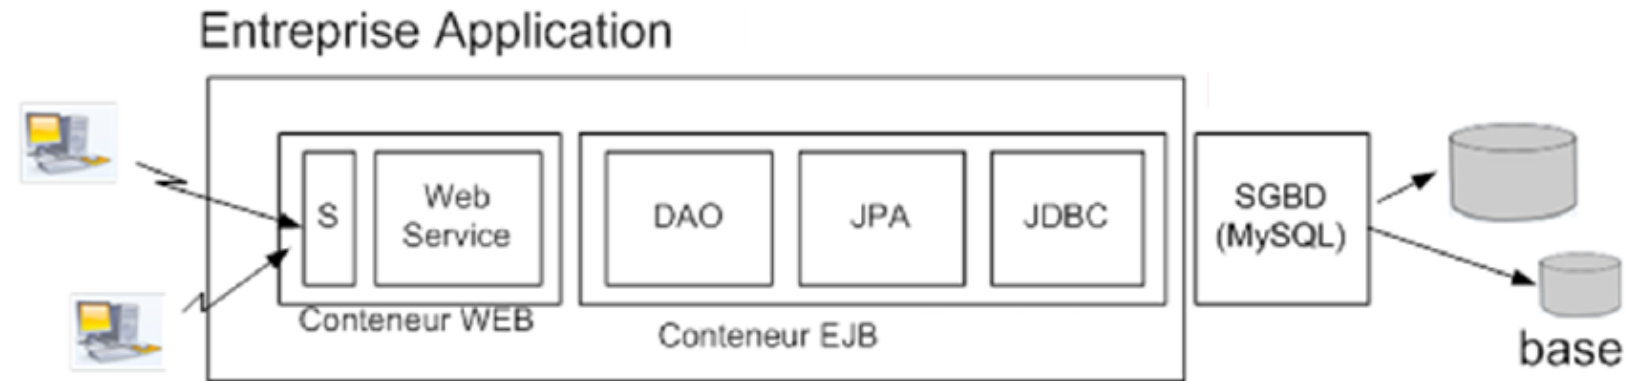 Entreprise Application
S
Web
Service
DAO
JPA
JDBC
SGBD
(MySQL)
Conteneur WEB
Conteneur EJB
base